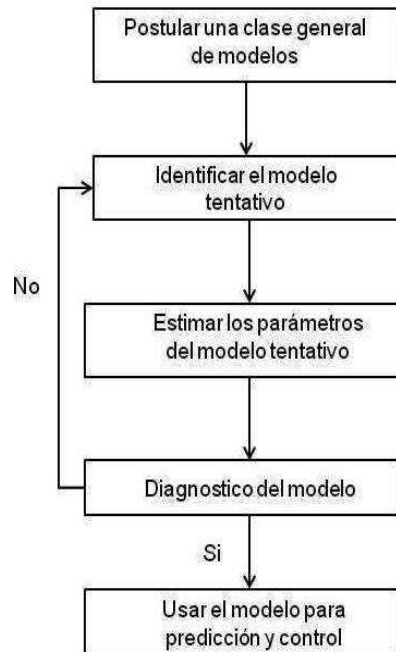 Postular una clase general
de modelos
Identificar el modelo
tentativo
No
Estimar los parámetros
del modelo tentativo
Diagnostico del modelo
Si
Usar el modelo para
predicción y control